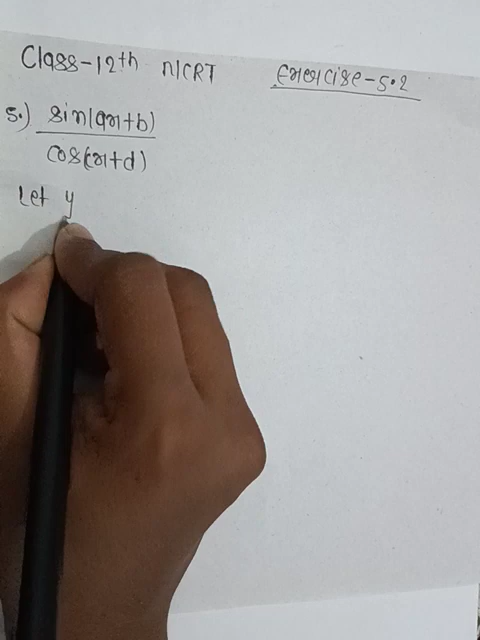 Class-12th NCRT Exercise-5.2
5.) sin(ax+b)
cos(cx+d)
Let y